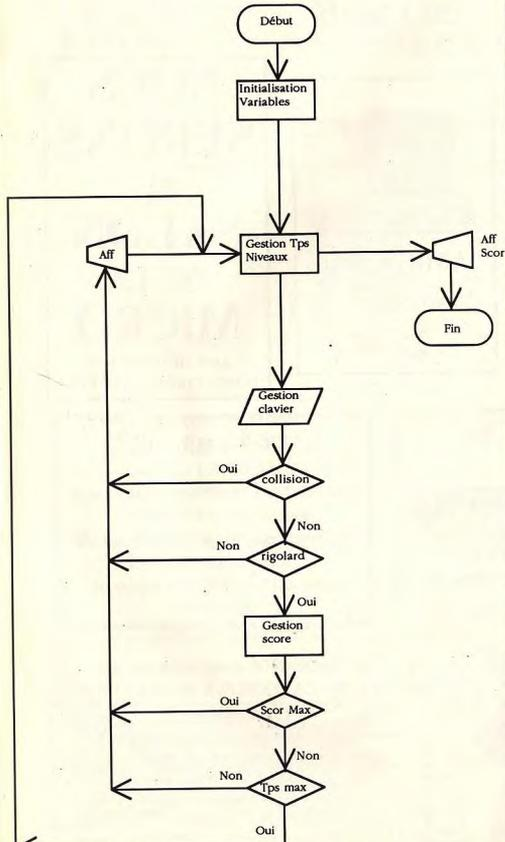 Début
Initialisation
Variables
Aff
Gestion Tps
Niveaux
Aff
Scor
Fin
Gestion
clavier
Oui
collision
Non
Non
rigolard
Oui
Gestion
score
Oui
Scor Max
Non
Non
Tps max
Oui